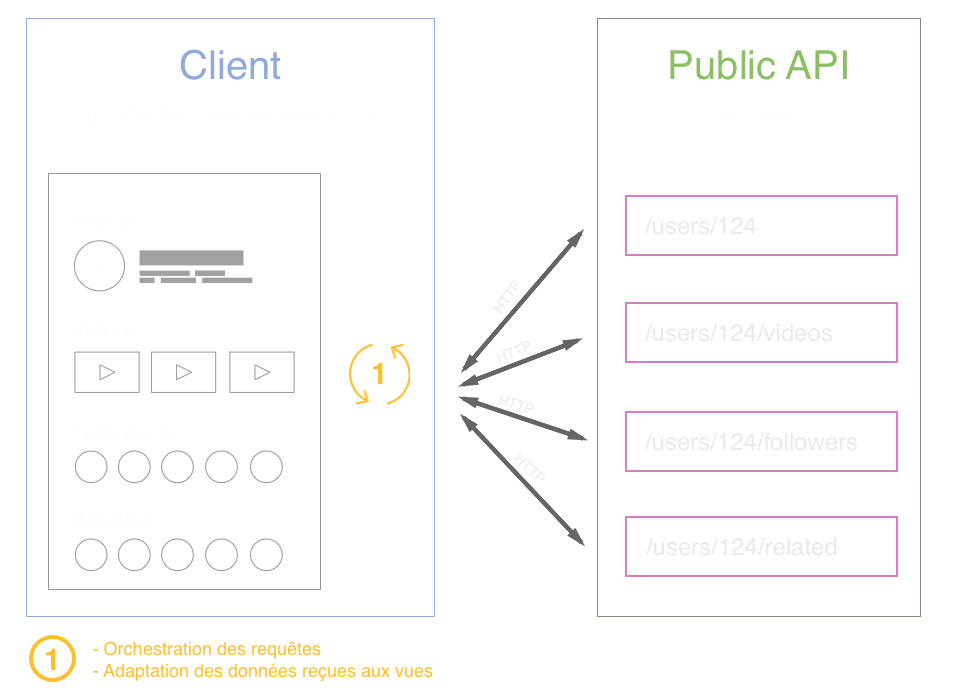 Client
Public API
/users/124
/users/124/videos
/users/124/followers
/users/124/related
HTTP
HTTP
HTTP
HTTP
1
1
- Orchestration des requêtes
- Adaptation des données reçues aux vues